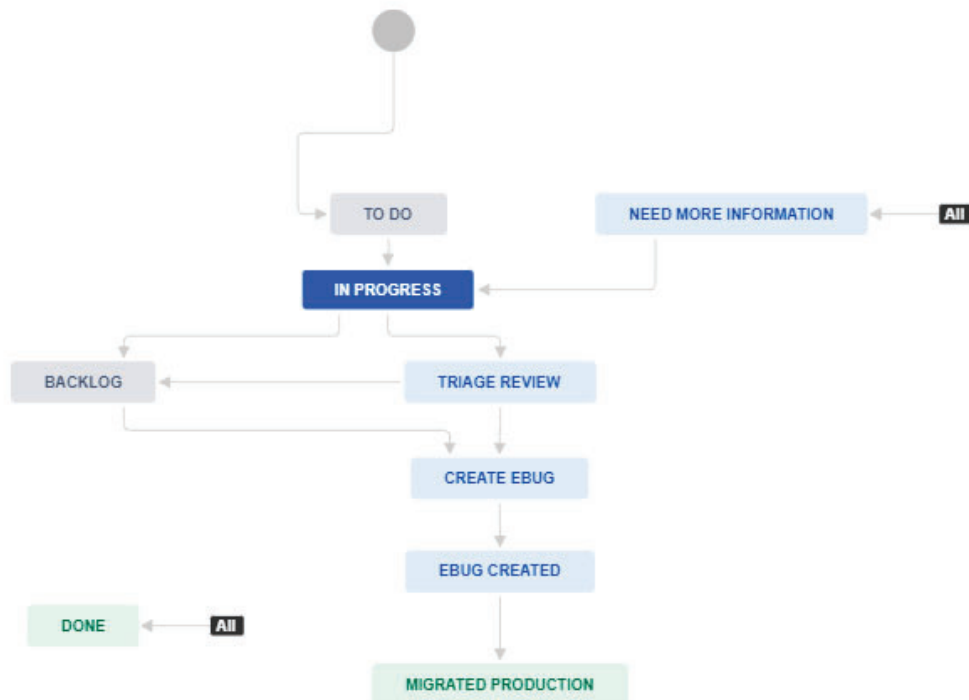 TO DO
NEED MORE INFORMATION
All
IN PROGRESS
BACKLOG
TRIAGE REVIEW
CREATE EBUG
EBUG CREATED
DONE
All
MIGRATED PRODUCTION